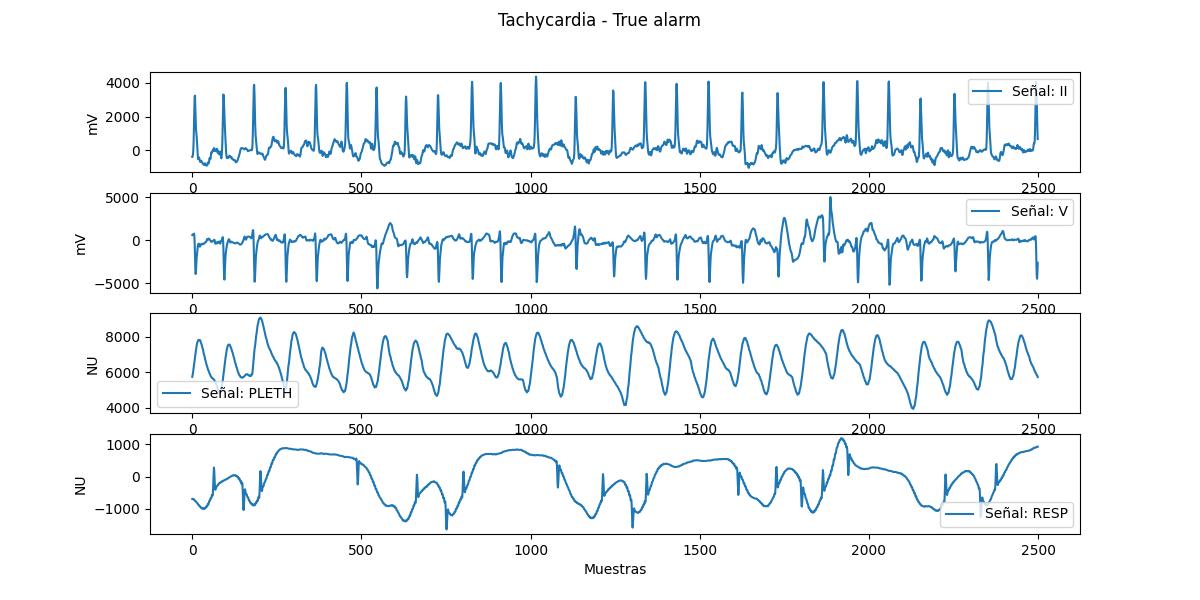 Tachycardia - True alarm
4000
2000
0
mV
Señal: II
0 500 1000 1500 2000 2500
5000
0
−5000
mV
Señal: V
0 500 1000 1500 2000 2500
8000
6000
4000
NU
Señal: PLETH
0 500 1000 1500 2000 2500
1000
0
−1000
NU
Señal: RESP
0 500 1000 1500 2000 2500
Muestras